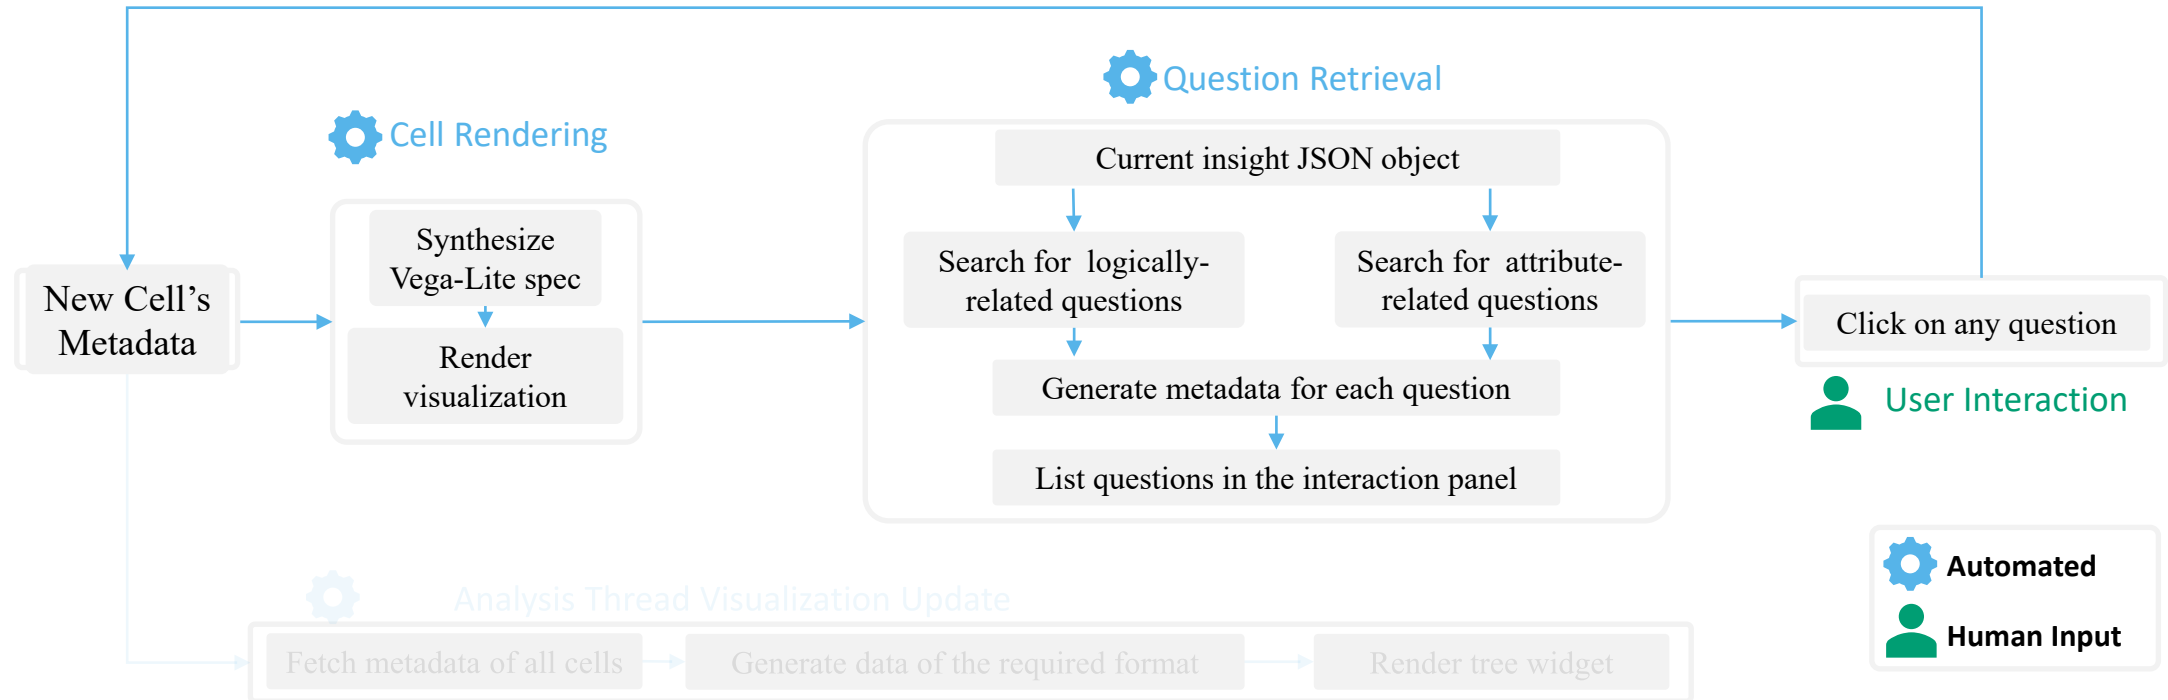 Question Retrieval
Cell Rendering
Current insight JSON object
Synthesize
Vega-Lite spec
Search for logically-
related questions
Search for attribute-
related questions
New Cell’s
Metadata
Click on any question
Render
visualization
Generate metadata for each question
User Interaction
List questions in the interaction panel
Automated
Human Input
Analysis Thread Visualization Update
Fetch metadata of all cells
Generate data of the required format
Render tree widget